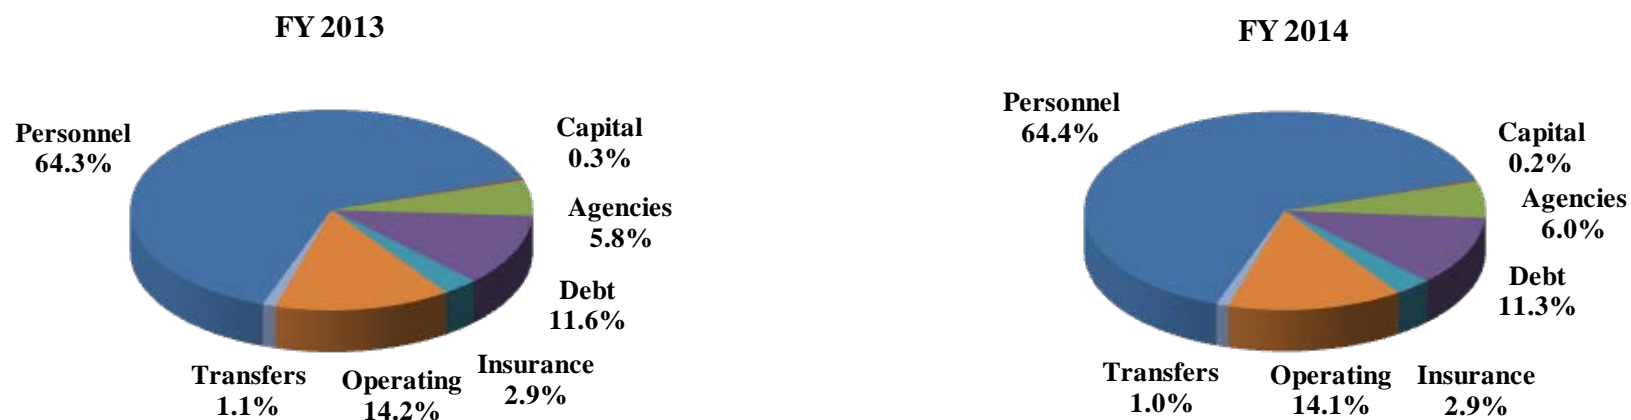 FY 2013
Personnel
64.3%
Capital
0.3%
Agencies
5.8%
Debt
11.6%
Insurance
2.9%
Operating
14.2%
Transfers
1.1%
FY 2014
Personnel
64.4%
Capital
0.2%
Agencies
6.0%
Debt
11.3%
Insurance
2.9%
Operating
14.1%
Transfers
1.0%